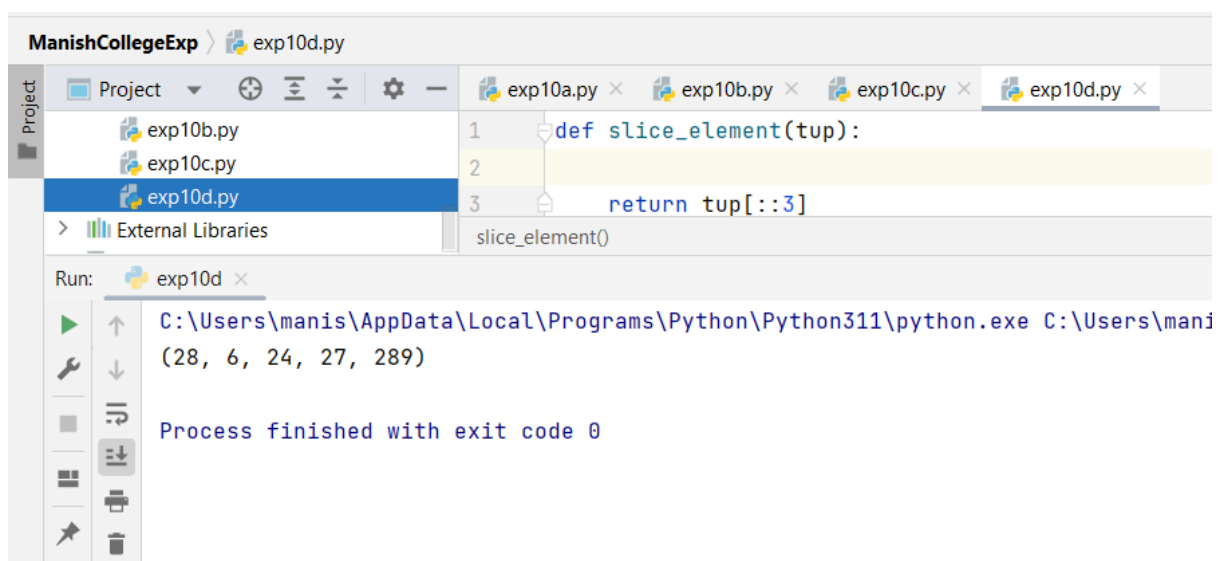 ManishCollegeExp 〉 exp10d.py
Project
Project
exp10b.py
exp10c.py
exp10d.py
External Libraries
exp10a.py × exp10b.py × exp10c.py × exp10d.py ×
1 def slice_element(tup):
2
3 return tup[::3]
slice_element()
Run: exp10d ×
C:\Users\manis\AppData\Local\Programs\Python\Python311\python.exe C:\Users\mani
(28, 6, 24, 27, 289)
Process finished with exit code 0